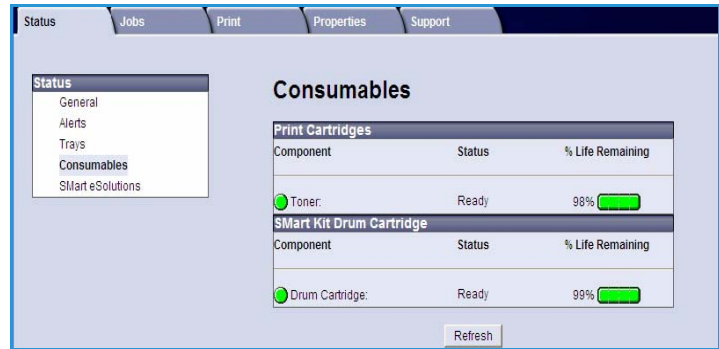 Status Jobs Print Properties Support
Status
General
Alerts
Trays
Consumables
SMart eSolutions
Consumables
Print Cartridges
Component Status % Life Remaining
Toner: Ready 98%
SMart Kit Drum Cartridge
Component Status % Life Remaining
Drum Cartridge: Ready 99%
Refresh